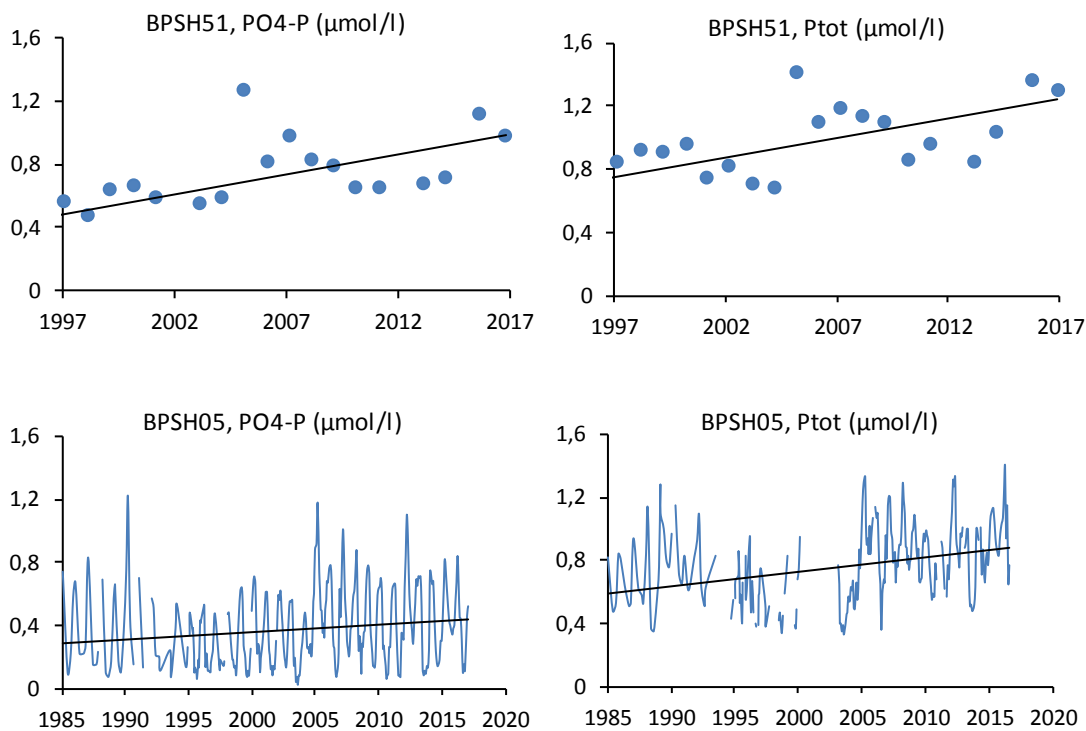 BPSH51, PO4-P (µmol/l)
1,6
1,2
0,8
0,4
0
1997 2002 2007 2012 2017
BPSH51, Ptot (µmol/l)
1,6
1,2
0,8
0,4
0
1997 2002 2007 2012 2017
BPSH05, PO4-P (µmol/l)
1,6
1,2
0,8
0,4
0
1985 1990 1995 2000 2005 2010 2015 2020
BPSH05, Ptot (µmol/l)
1,6
1,2
0,8
0,4
0
1985 1990 1995 2000 2005 2010 2015 2020